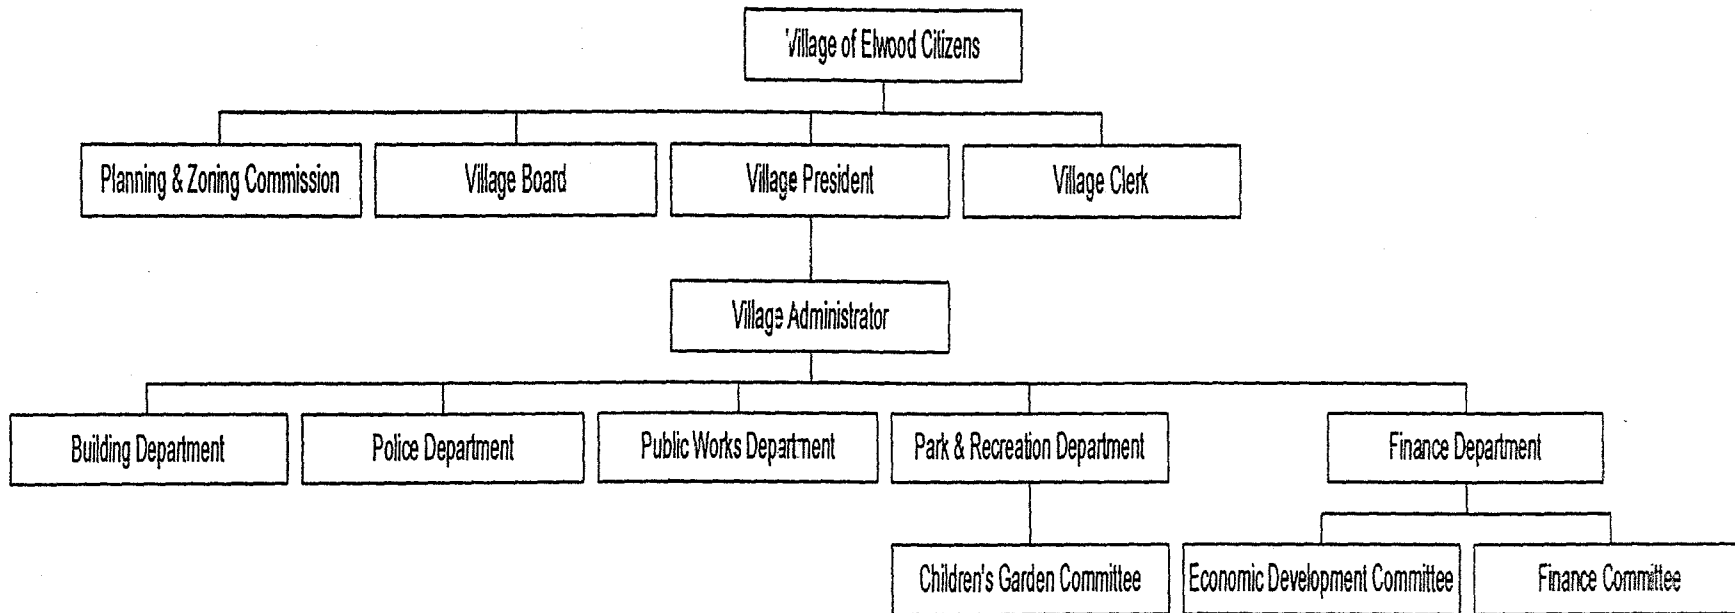 Village of Elwood Citizens
Planning & Zoning Commission
Village Board
Village President
Village Clerk
Village Administrator
Building Department
Police Department
Public Works Department
Park & Recreation Department
Finance Department
Children's Garden Committee
Economic Development Committee
Finance Committee